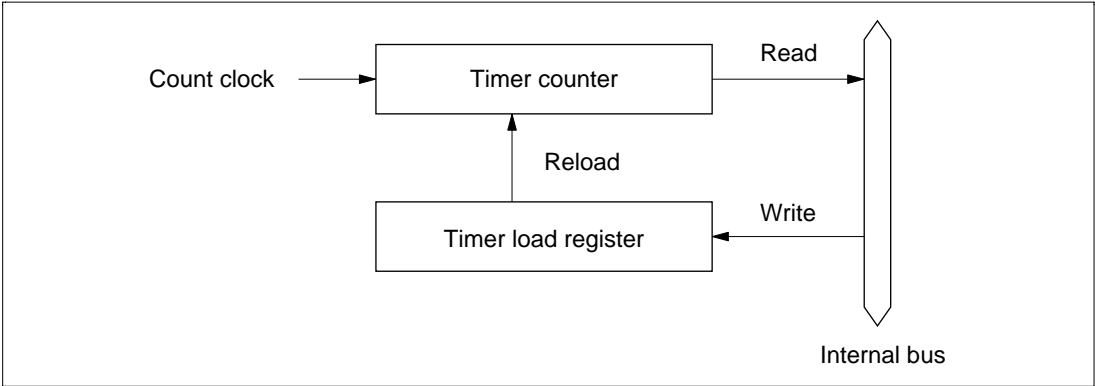 Read
Count clock
Timer counter
Reload
Write
Timer load register
Internal bus